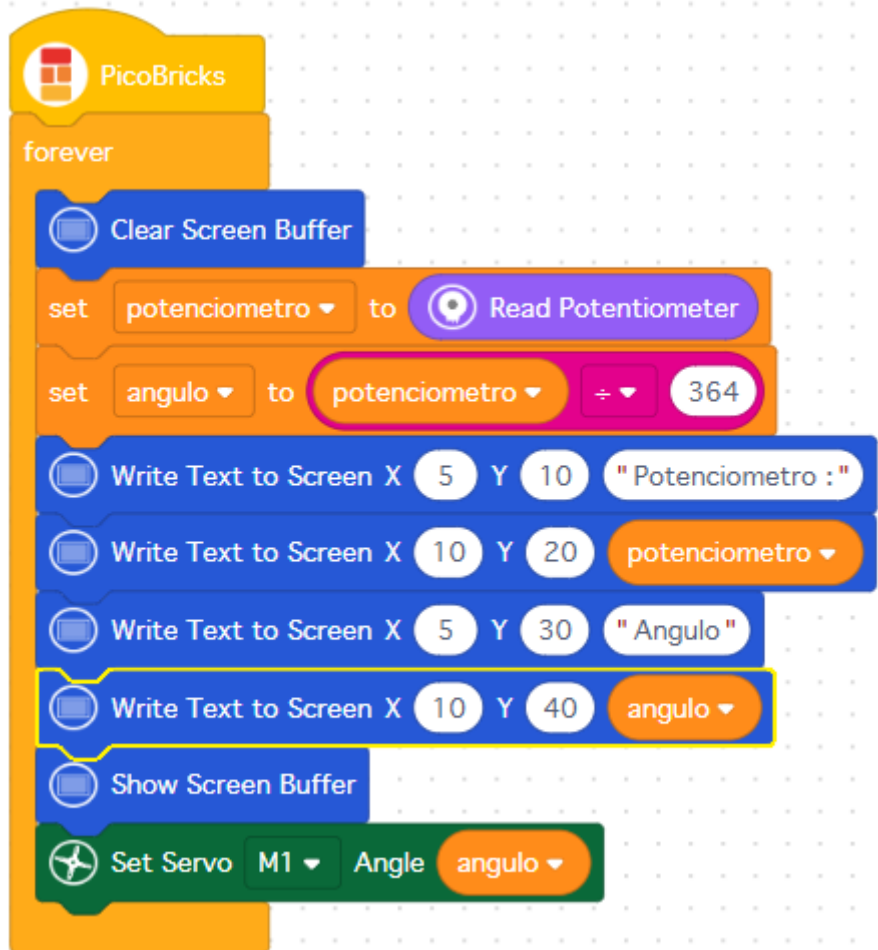 PicoBricks
forever
Clear Screen Buffer
set potenciometro to Read Potentiometer
set angulo to potenciometro ÷ 364
Write Text to Screen X 5 Y 10 "Potenciometro :"
Write Text to Screen X 10 Y 20 potenciometro
Write Text to Screen X 5 Y 30 "Angulo"
Write Text to Screen X 10 Y 40 angulo
Show Screen Buffer
Set Servo M1 Angle angulo